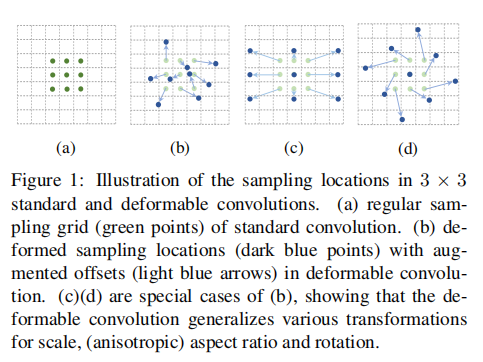 (a) (b) (c) (d)
Figure 1: Illustration of the sampling locations in 3 × 3
standard and deformable convolutions. (a) regular sam-
pling grid (green points) of standard convolution. (b) de-
formed sampling locations (dark blue points) with aug-
mented offsets (light blue arrows) in deformable convolu-
tion. (c)(d) are special cases of (b), showing that the de-
formable convolution generalizes various transformations
for scale, (anisotropic) aspect ratio and rotation.